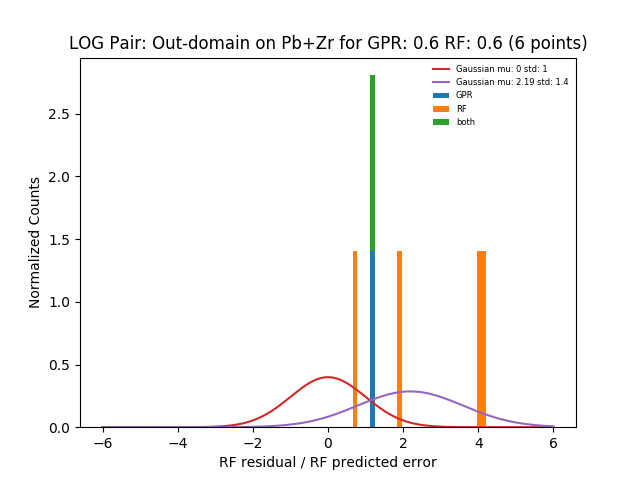 LOG Pair: Out-domain on Pb+Zr for GPR: 0.6 RF: 0.6 (6 points)
Gaussian mu: 0 std: 1
Gaussian mu: 2.19 std: 1.4
GPR
RF
both
Normalized Counts
2.5
2.0
1.5
1.0
0.5
0.0
−6
−4
−2
0
2
4
6
RF residual / RF predicted error